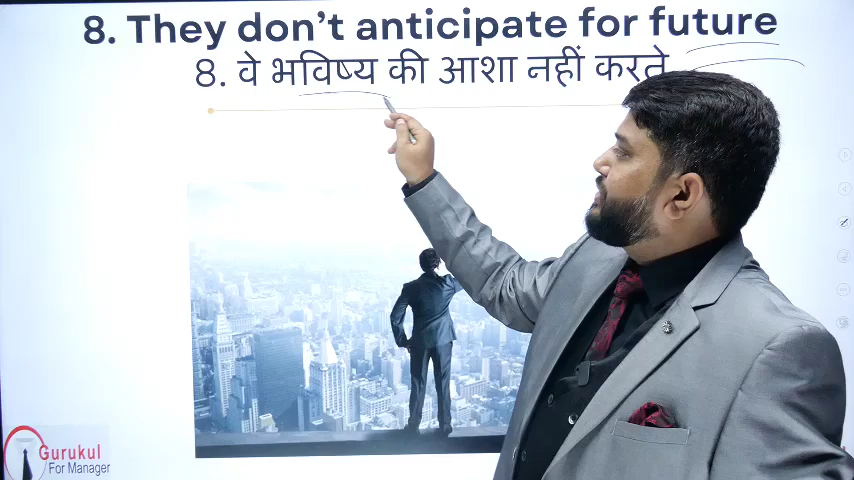 8. They don’t anticipate for future
8. वे भविष्य की आशा नहीं करते
Gurukul
For Manager